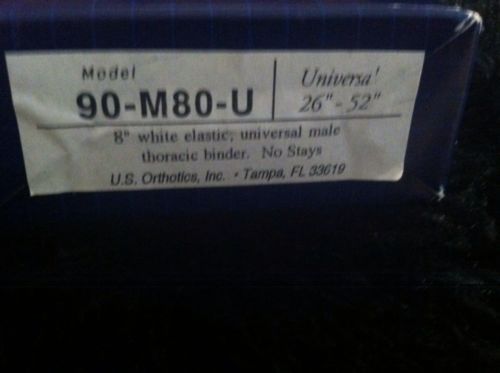 Model
90-M80-U
Universal
26" - 52"
8" white elastic, universal male
thoracic binder. No Stays
U.S. Orthotics, Inc. • Tampa, FL 33619